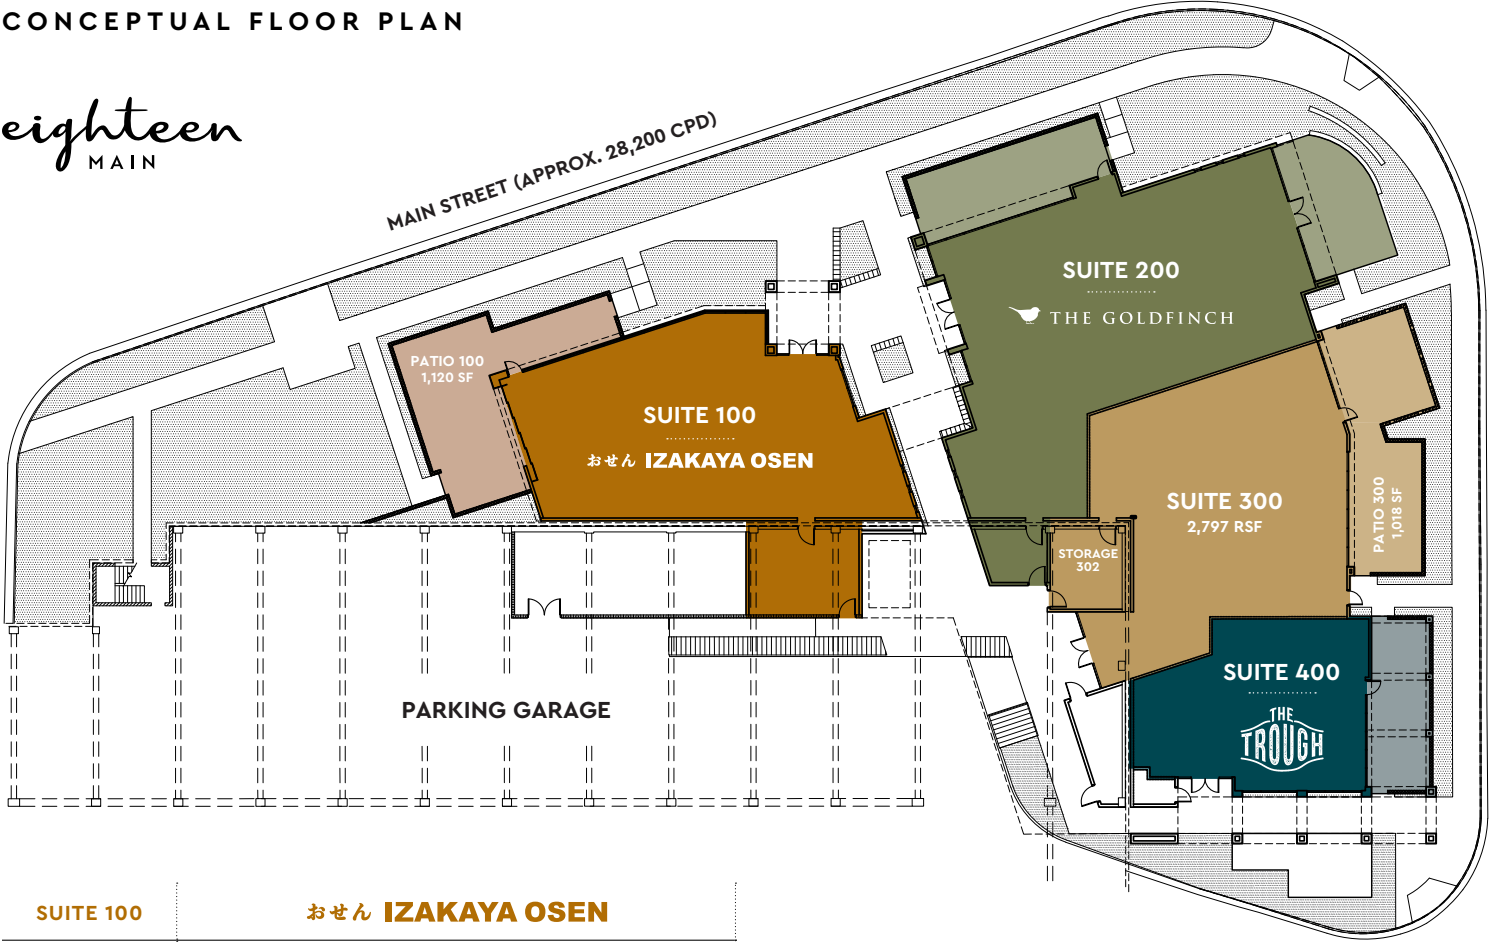 CONCEPTUAL FLOOR PLAN
eighteen
MAIN
MAIN STREET (APPROX. 28,200 CPD)
SUITE 200
THE GOLDFINCH
PATIO 100
1,120 SF
SUITE 100
おせん IZAKAYA OSEN
SUITE 300
2,797 RSF
PATIO 300
1,018 SF
STORAGE
302
SUITE 400
THE
TROUGH
PARKING GARAGE
SUITE 100
おせん IZAKAYA OSEN